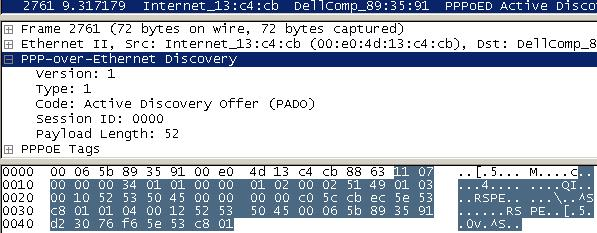 2761 9.317179 Internet_13:c4:cb DellComp_89:35:91 PPPoED Active Disco
Frame 2761 (72 bytes on wire, 72 bytes captured)
Ethernet II, Src: Internet_13:c4:cb (00:e0:4d:13:c4:cb), Dst: DellComp_8
PPP-over-Ethernet Discovery
Version: 1
Type: 1
Code: Active Discovery Offer (PADO)
Session ID: 0000
Payload Length: 52
PPPoE Tags
0000 00 06 5b 89 35 91 00 e0 4d 13 c4 cb 88 63 11 07 ..[.5... M....c..
0010 00 00 00 34 01 01 00 00 01 02 00 02 51 49 01 03 ...4.... ....QI..
0020 00 10 52 53 50 45 00 00 00 00 c0 5c cb ec 5e 53 ..RSPE.. ...\..^S
0030 c8 01 01 04 00 12 52 53 50 45 00 06 5b 89 35 91 ......RS PE..[.5.
0040 d2 30 76 f6 5e 53 c8 01 .0v.^S..